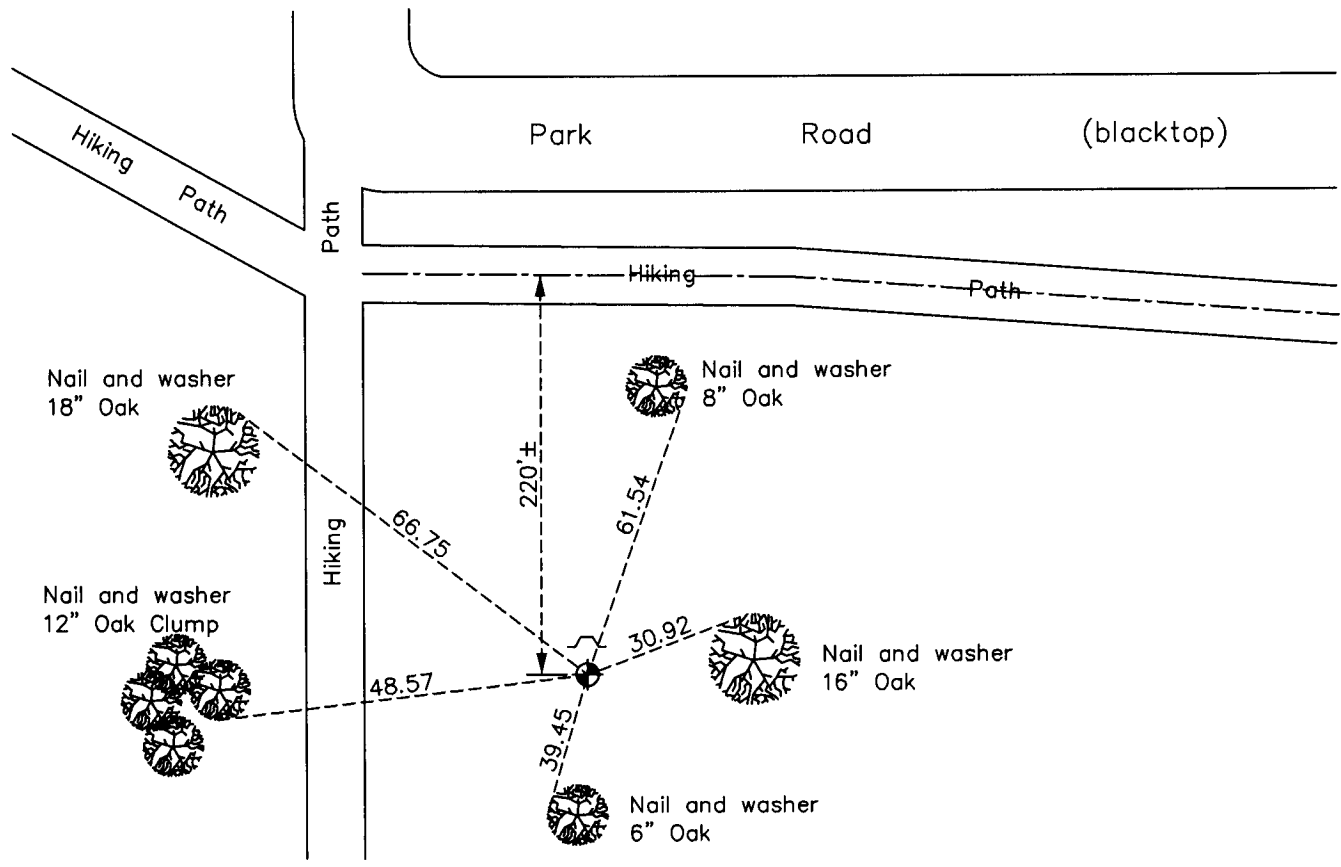 Park Road (blacktop)
Hiking Path
Path
Hiking Path
Nail and washer
18" Oak
Nail and washer
8" Oak
220'±
66.75
61.54
Hiking
Nail and washer
12" Oak Clump
48.57
30.92
Nail and washer
16" Oak
39.45
Nail and washer
6" Oak